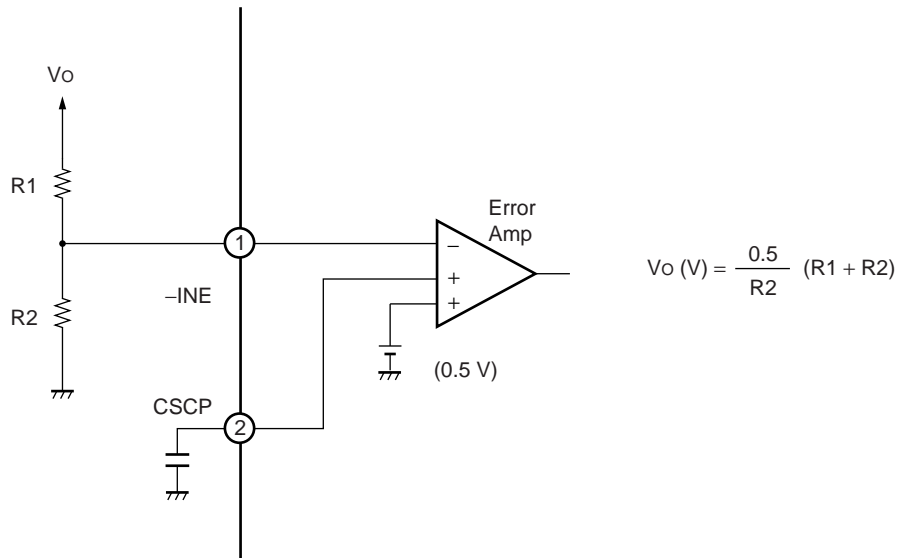 Vo
R1
R2
1
–INE
CSCP
2
Error
Amp
–
+
+
(0.5 V)
Vo (V) = 0.5 / R2 (R1 + R2)